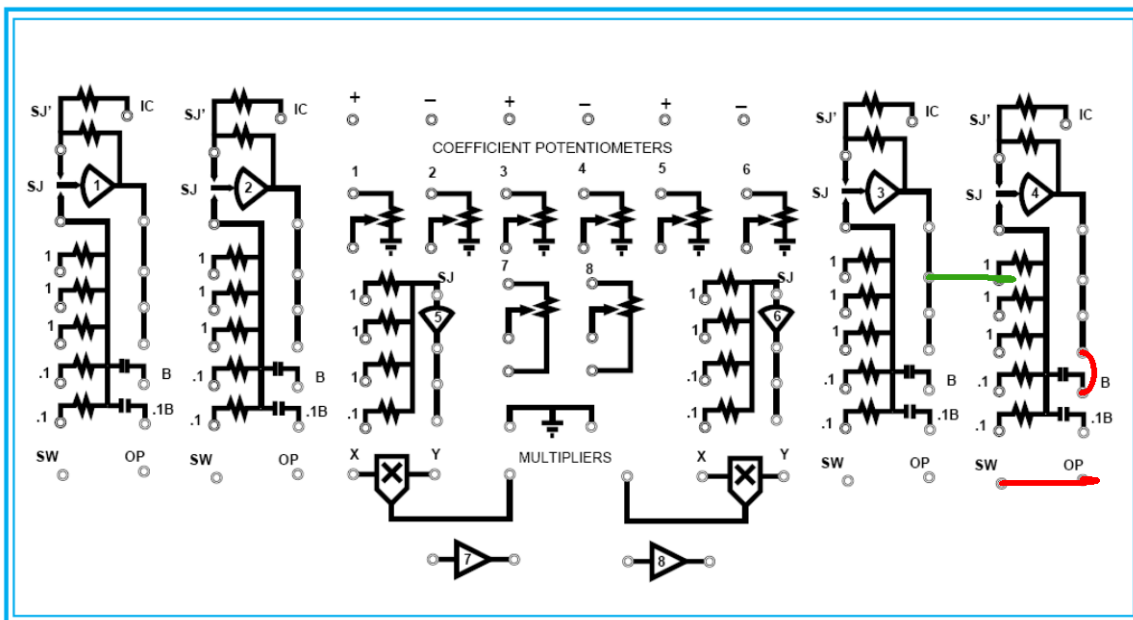 SJ' IC SJ' IC + − + − + − SJ' IC SJ' IC
COEFFICIENT POTENTIOMETERS
SJ 1 SJ 2 1 2 3 4 5 6 SJ 3 SJ 4
1 1 7 8 1 1
1 1 1 SJ 1 SJ 1 1
1 1 1 5 1 6 1 1
.1 B .1 B .1 .1 .1 B .1 B
.1 .1B .1 .1B .1 .1 .1 .1B .1 .1B
SW OP SW OP X Y MULTIPLIERS X Y SW OP SW OP
7 8